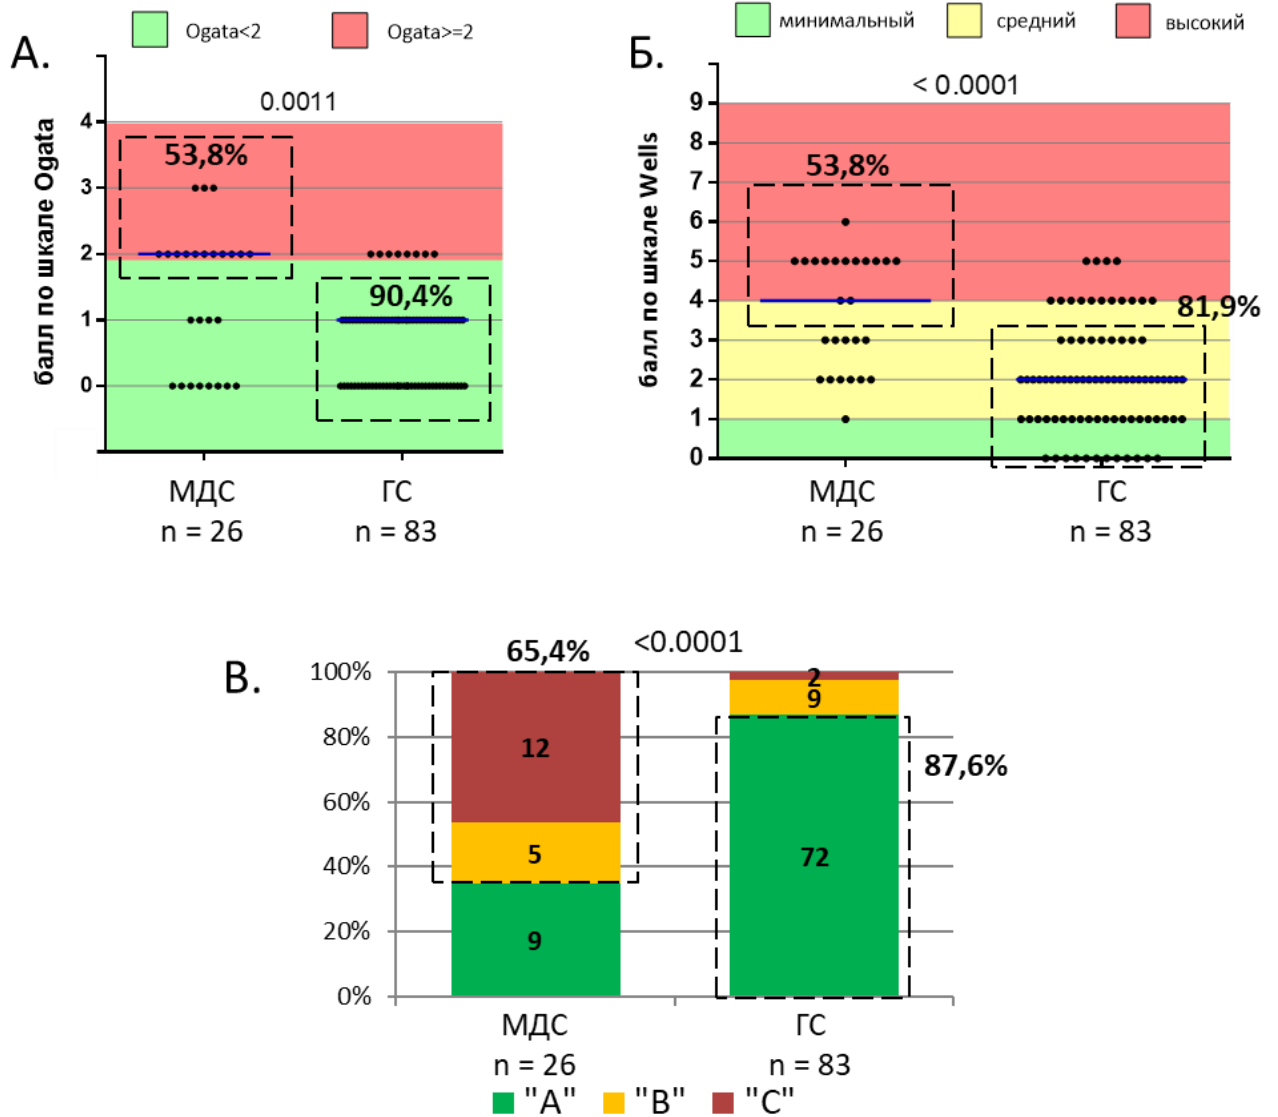 А.
Ogata<2
Ogata>=2
0.0011
балл по шкале Ogata
4
3
2
1
0
53,8%
90,4%
МДС
ГС
n = 26
n = 83
Б.
минимальный
средний
высокий
< 0.0001
балл по шкале Wells
9
8
7
6
5
4
3
2
1
0
53,8%
81,9%
МДС
ГС
n = 26
n = 83
В.
65,4%
<0.0001
100%
80%
60%
40%
20%
0%
12
5
9
2
9
72
87,6%
МДС
ГС
n = 26
n = 83
"A"
"B"
"C"